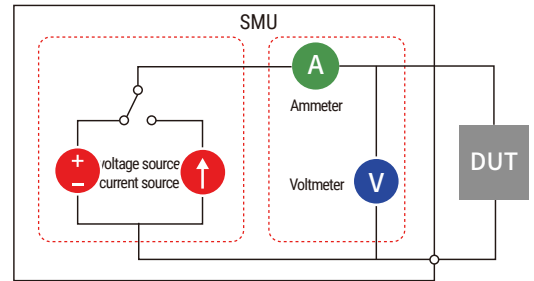 SMU
A
Ammeter
voltage source
current source
Voltmeter
V
DUT